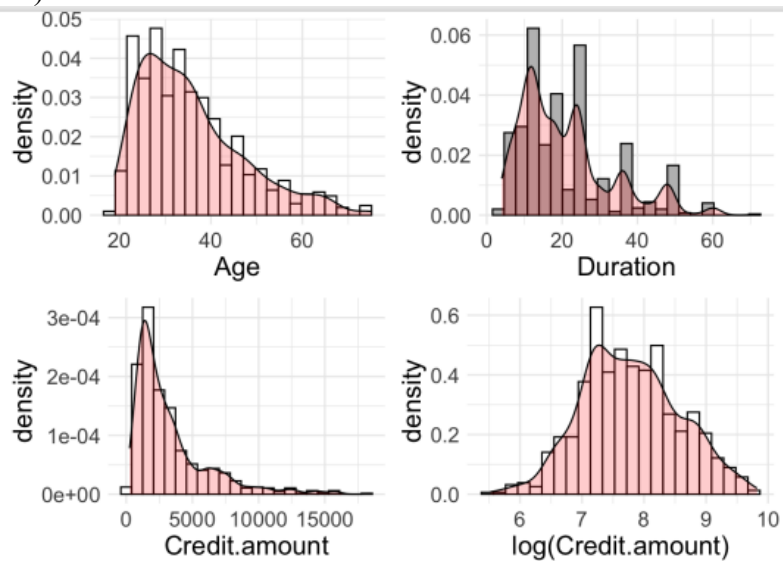 0.05
0.04
0.03
0.02
0.01
0.00
density
20 40 60
Age
0.06
0.04
0.02
0.00
density
0 20 40 60
Duration
3e-04
2e-04
1e-04
0e+00
density
0 5000 10000 15000
Credit.amount
0.6
0.4
0.2
0.0
density
6 7 8 9 10
log(Credit.amount)